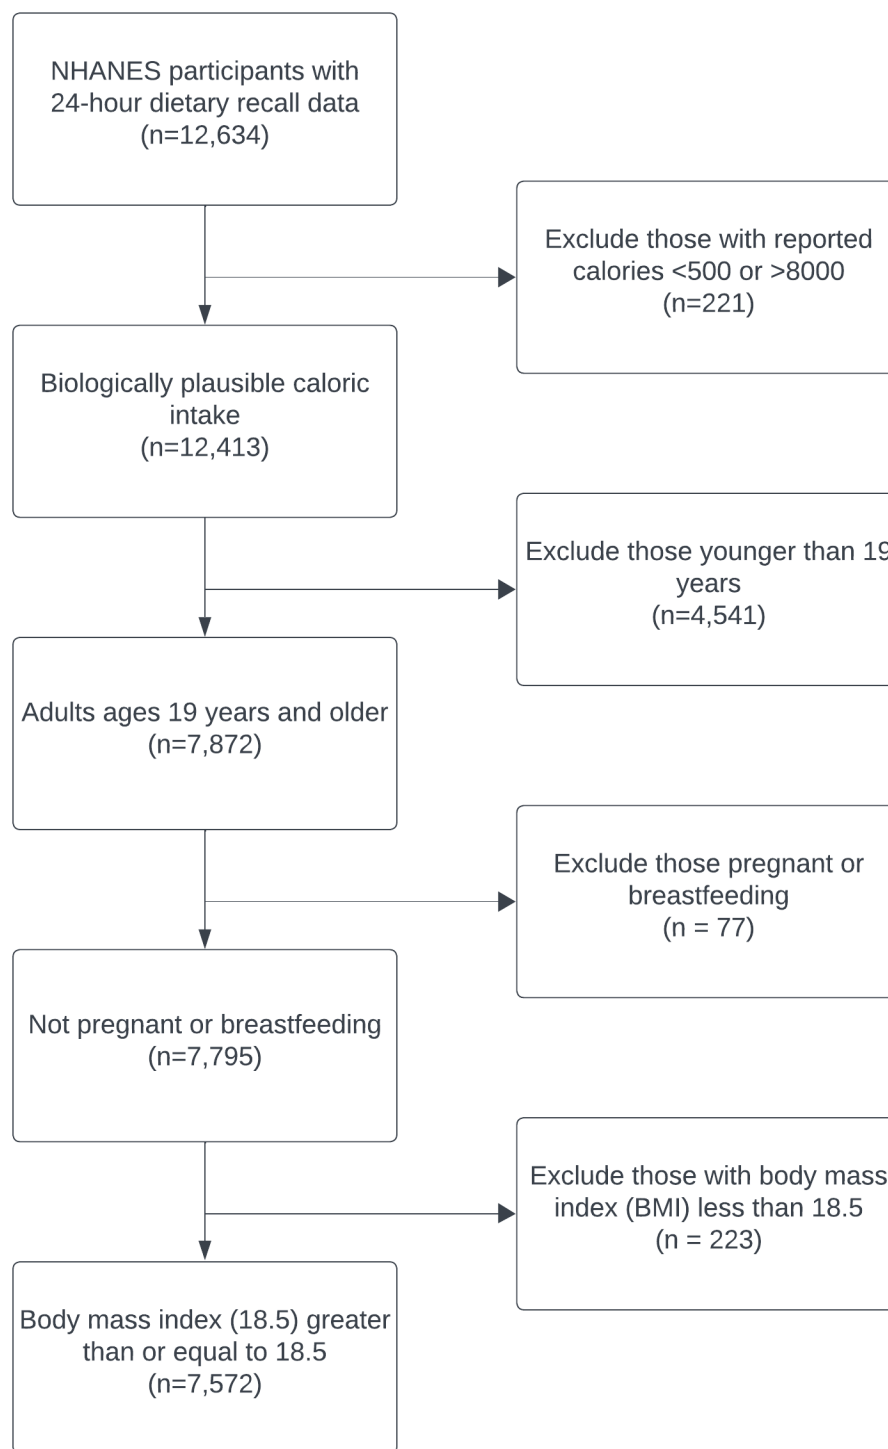 NHANES participants with
24-hour dietary recall data
(n=12,634)
Exclude those with reported
calories <500 or >8000
(n=221)
Biologically plausible caloric
intake
(n=12,413)
Exclude those younger than 19
years
(n=4,541)
Adults ages 19 years and older
(n=7,872)
Exclude those pregnant or
breastfeeding
(n = 77)
Not pregnant or breastfeeding
(n=7,795)
Exclude those with body mass
index (BMI) less than 18.5
(n = 223)
Body mass index (18.5) greater
than or equal to 18.5
(n=7,572)